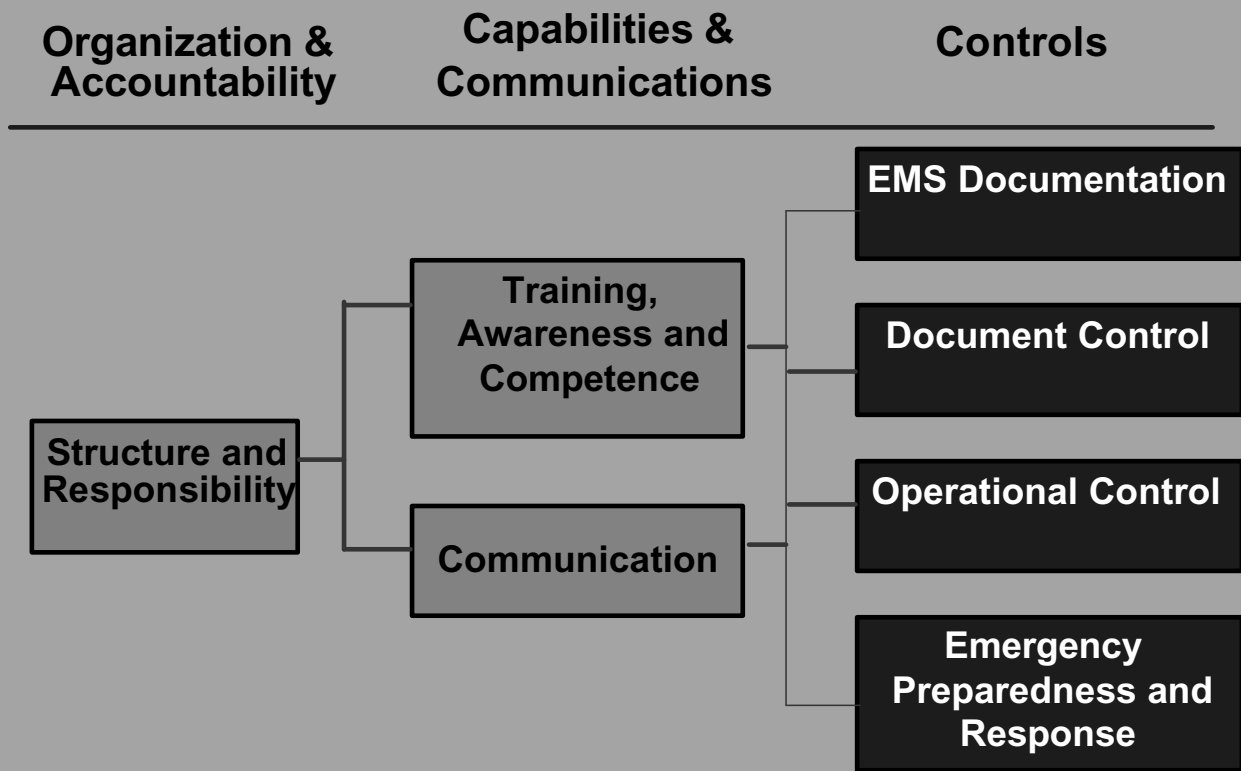 Organization &
Accountability
Capabilities &
Communications
Controls
EMS Documentation
Training,
Awareness and
Competence
Document Control
Structure and
Responsibility
Operational Control
Communication
Emergency
Preparedness and
Response